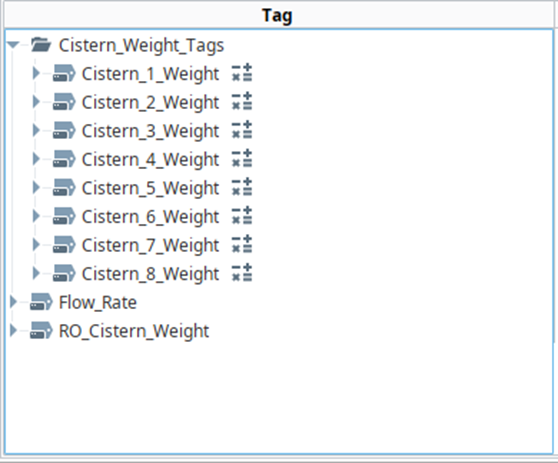 Tag
Cistern_Weight_Tags
Cistern_1_Weight
Cistern_2_Weight
Cistern_3_Weight
Cistern_4_Weight
Cistern_5_Weight
Cistern_6_Weight
Cistern_7_Weight
Cistern_8_Weight
Flow_Rate
RO_Cistern_Weight